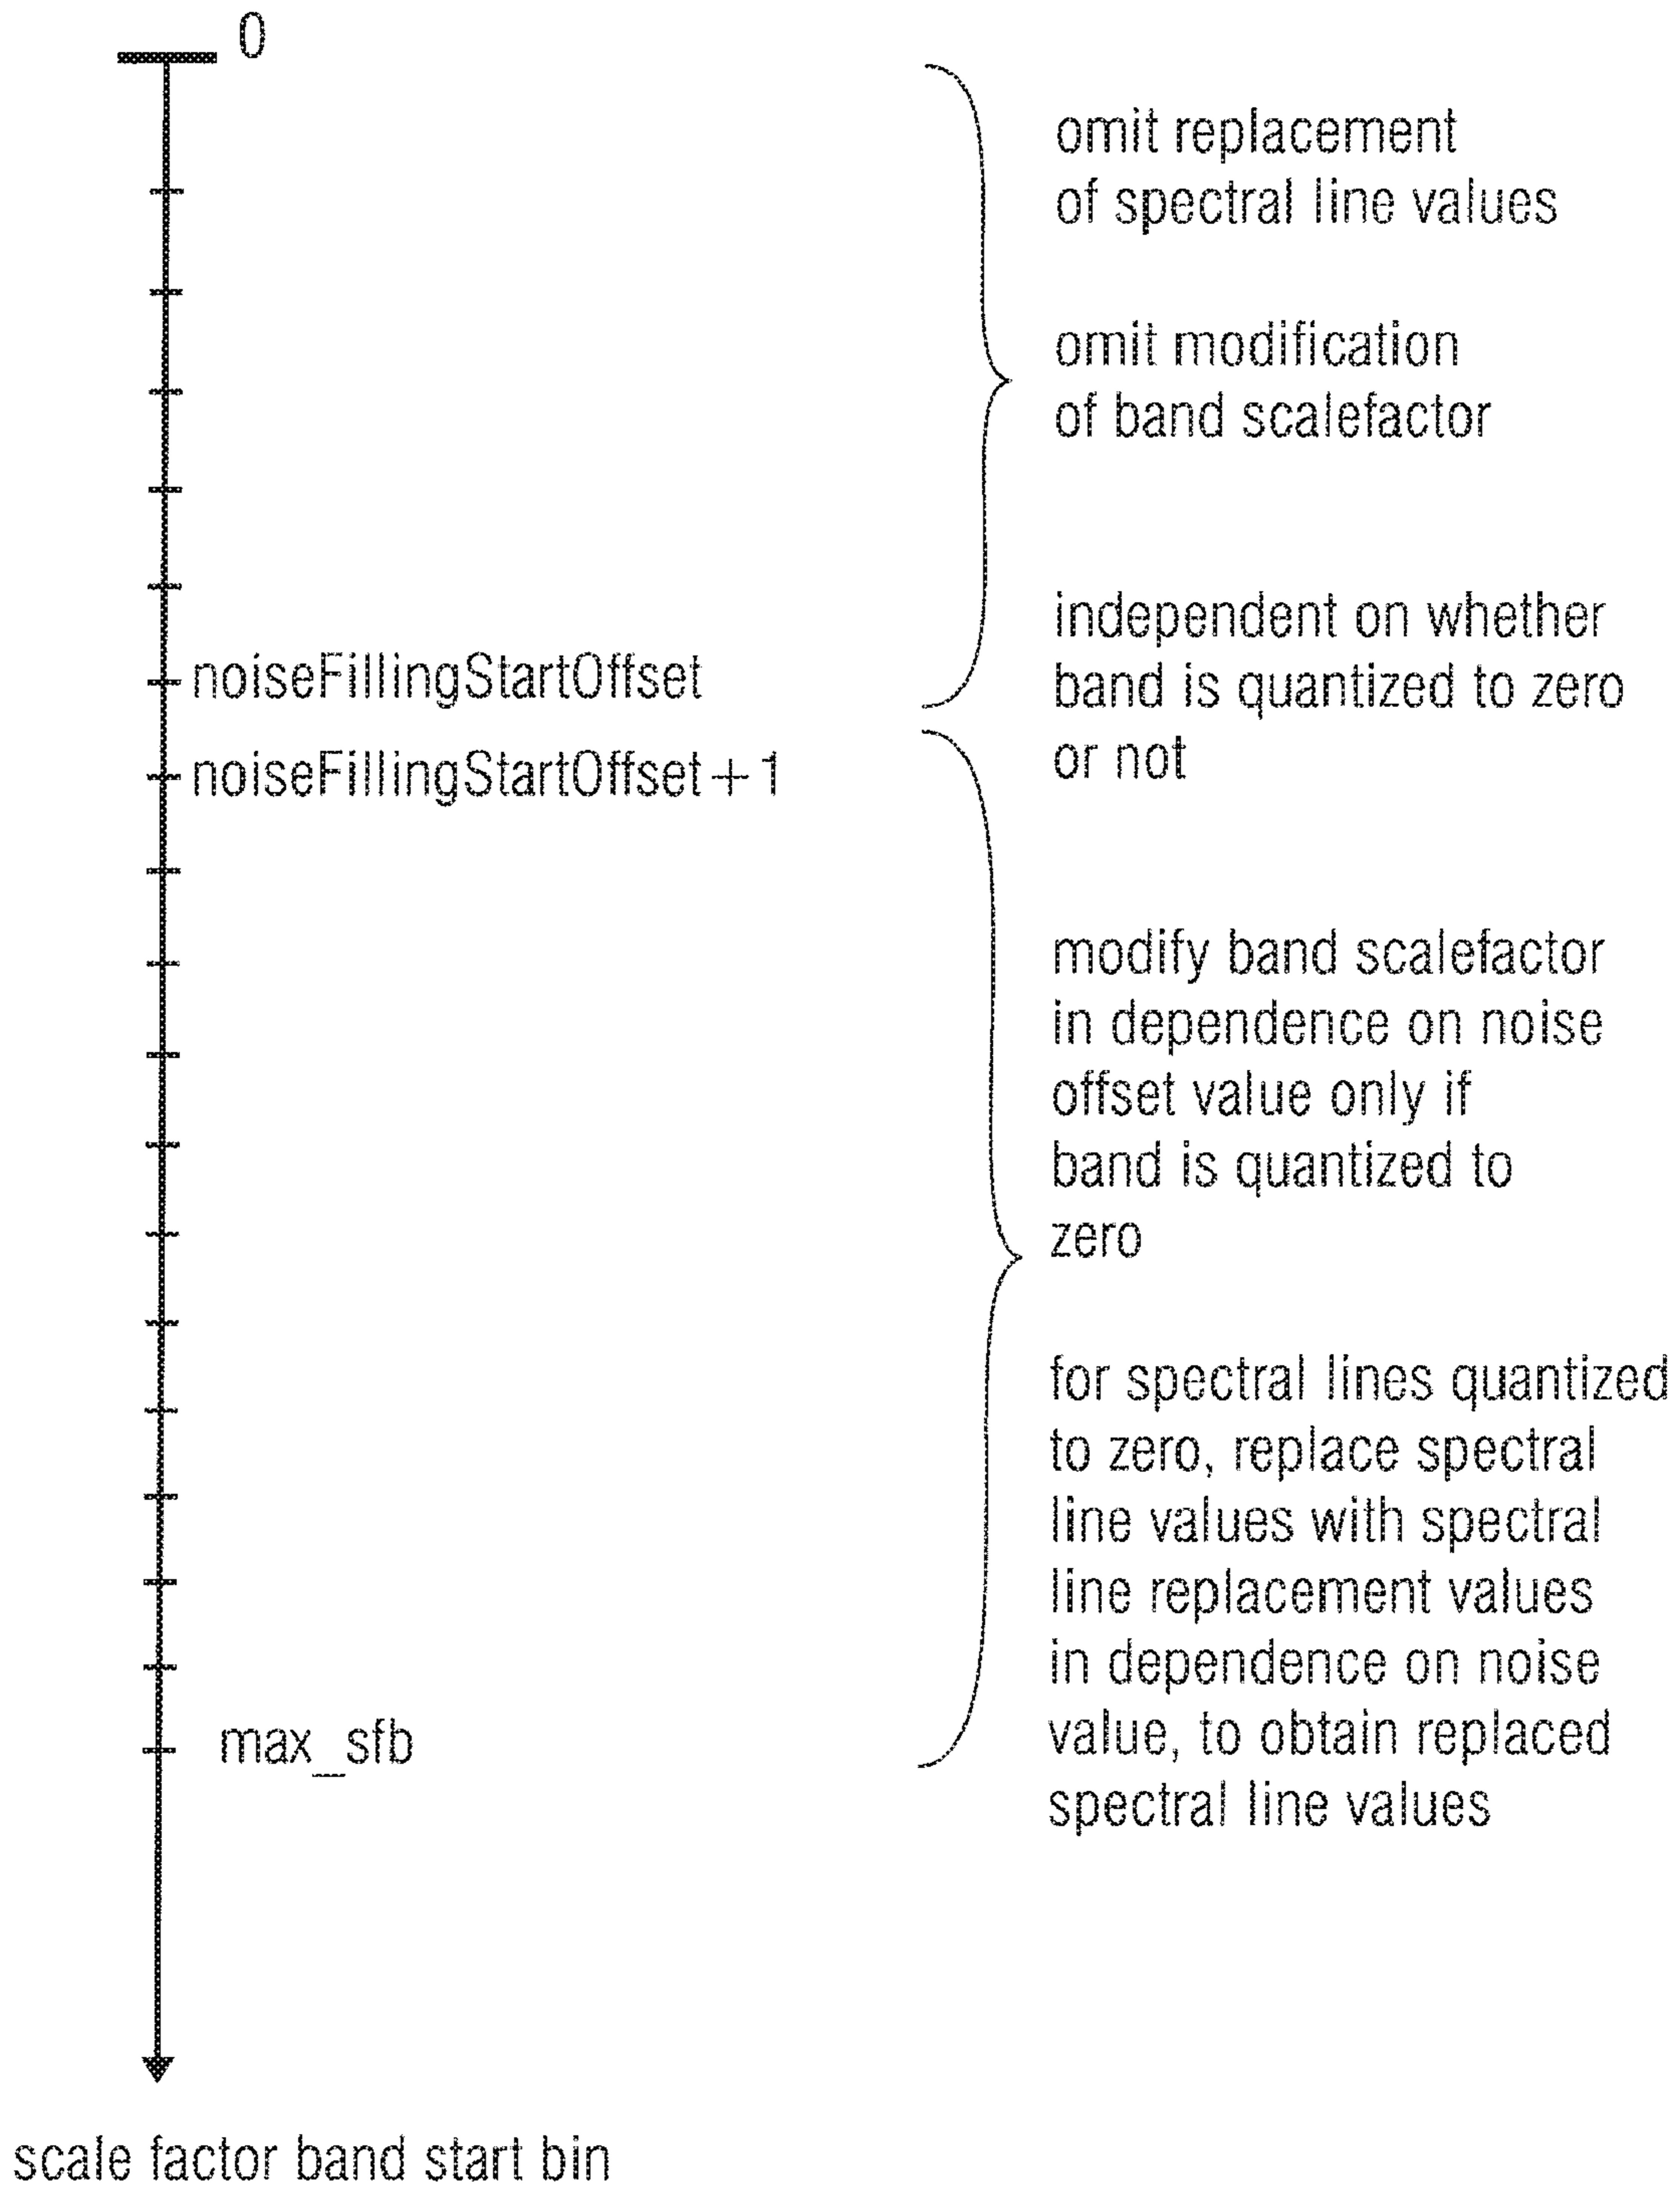 0
omit replacement
of spectral line values
omit modification
of band scalefactor
independent on whether
band is quantized to zero
or not
noiseFillingStartOffset
noiseFillingStartOffset+1
modify band scalefactor
in dependence on noise
offset value only if
band is quantized to
zero
for spectral lines quantized
to zero, replace spectral
line values with spectral
line replacement values
in dependence on noise
value, to obtain replaced
spectral line values
max_sfb
scale factor band start bin